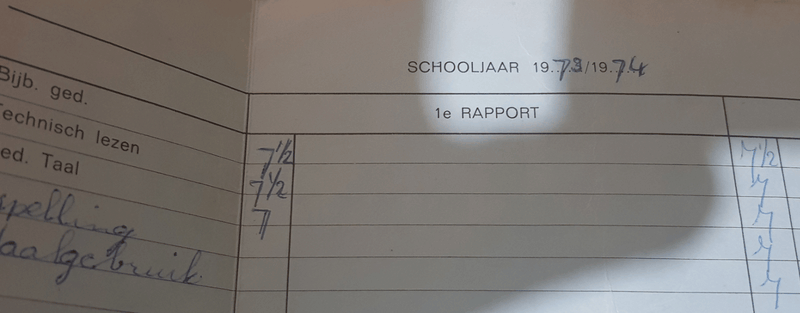 SCHOOLJAAR 19.73/19.74
1e RAPPORT
Bijb. ged. 7½ 7½
Technisch lezen 7½ 7
ed. Taal 7 7
spelling 7
aalgebruik 7